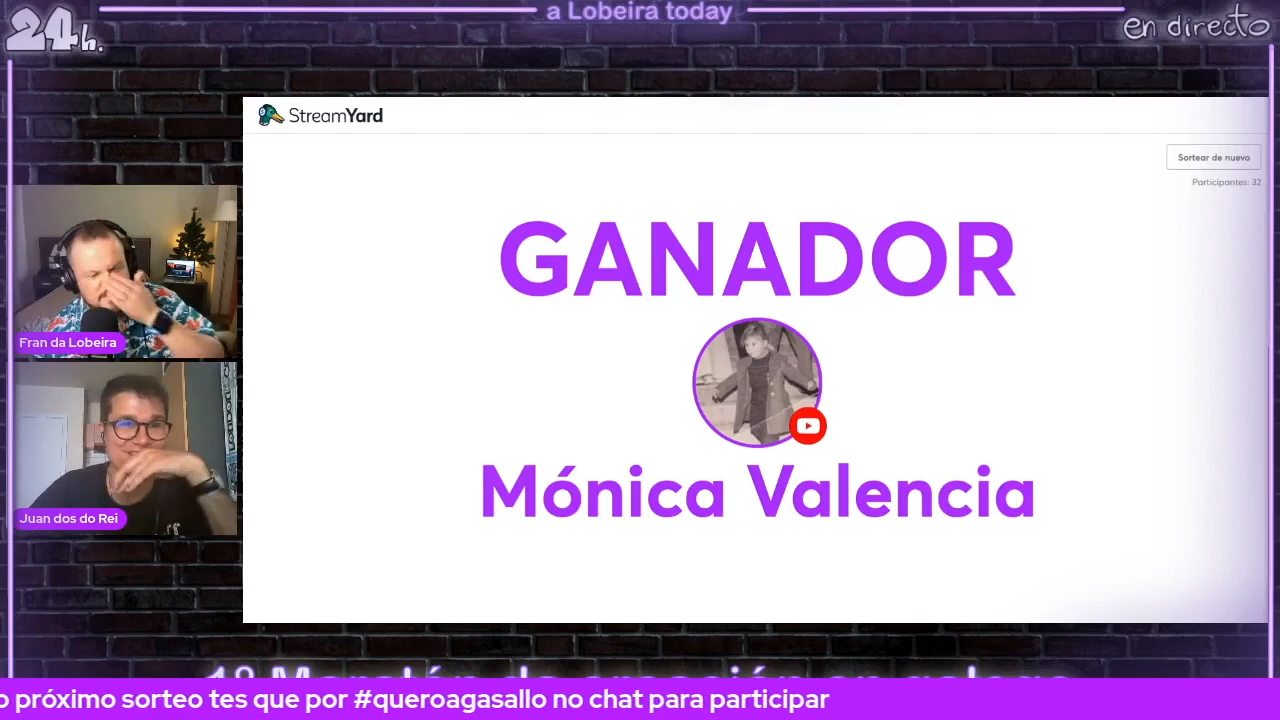 24h.
a Lobeira today
en directo
StreamYard
Sortear de nuevo
Participantes: 32
GANADOR
Mónica Valencia
Fran da Lobeira
Juan dos do Rei
o próximo sorteo tes que por #queroagasallo no chat para participar